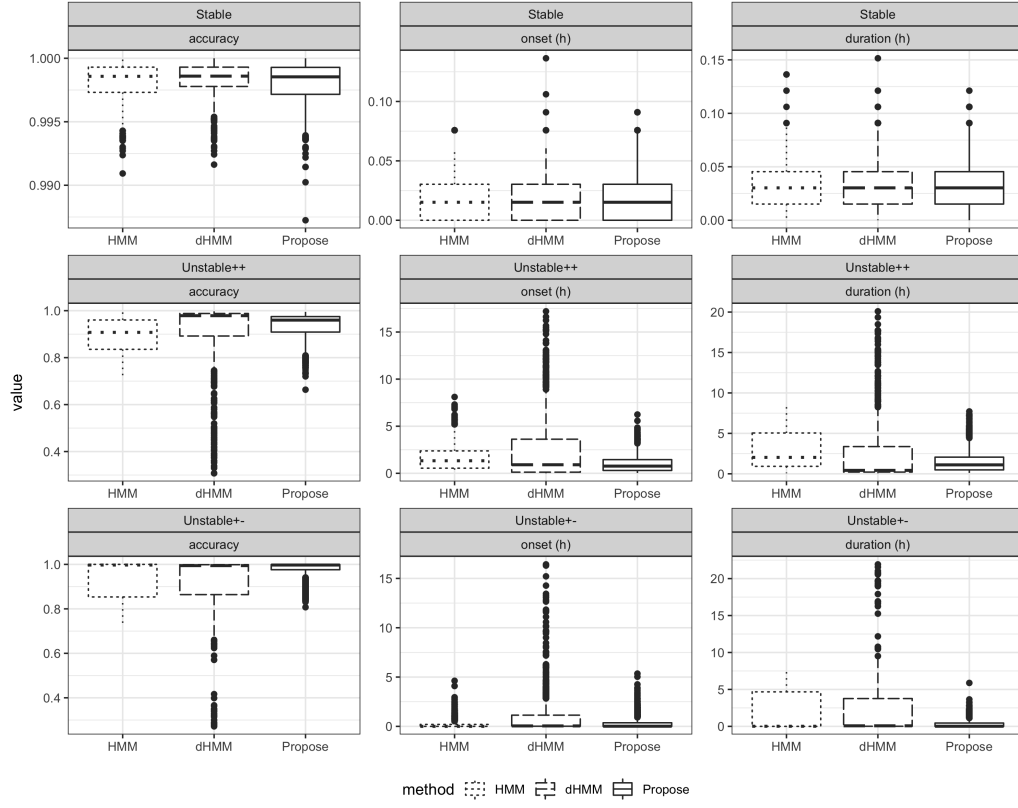 Stable
accuracy
1.000
0.995
0.990
HMM dHMM Propose
Stable
onset (h)
0.10
0.05
0.00
HMM dHMM Propose
Stable
duration (h)
0.15
0.10
0.05
0.00
HMM dHMM Propose
value
Unstable++
accuracy
1.0
0.8
0.6
0.4
HMM dHMM Propose
Unstable++
onset (h)
15
10
5
0
HMM dHMM Propose
Unstable++
duration (h)
20
15
10
5
0
HMM dHMM Propose
Unstable+-
accuracy
1.0
0.8
0.6
0.4
HMM dHMM Propose
Unstable+-
onset (h)
15
10
5
0
HMM dHMM Propose
Unstable+-
duration (h)
20
15
10
5
0
HMM dHMM Propose
method HMM dHMM Propose